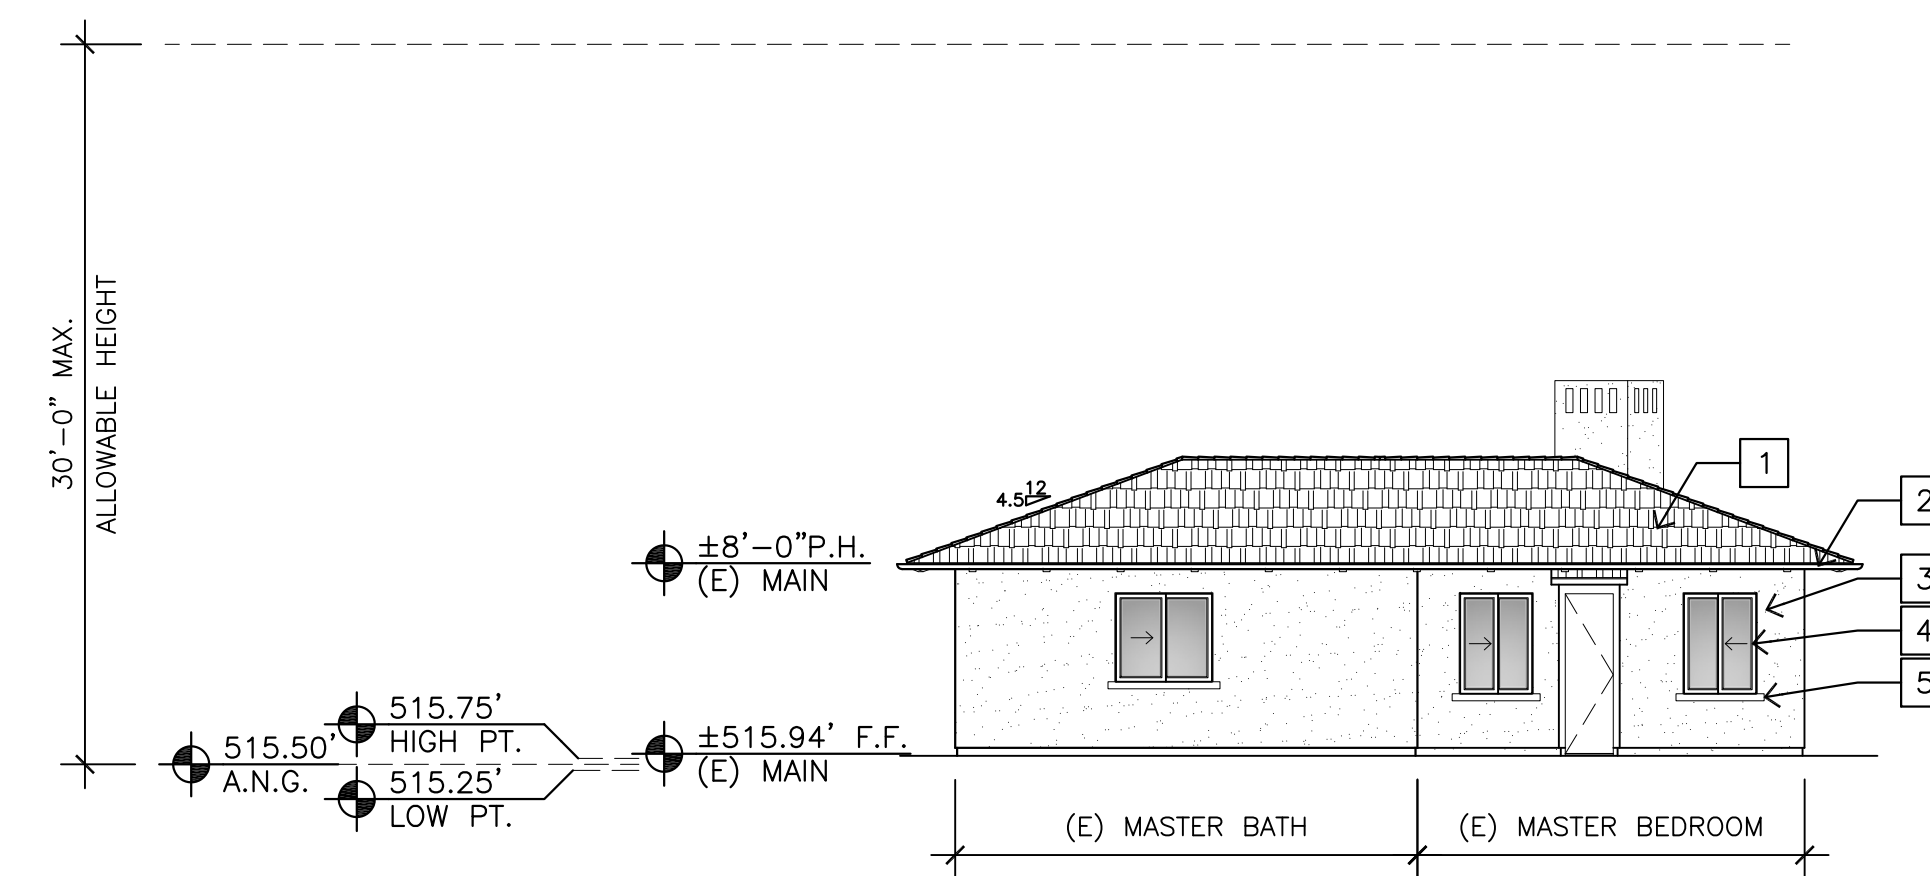 30'-0" MAX.
ALLOWABLE HEIGHT
1
12
4.5
2
±8'-0"P.H.
(E) MAIN
3
4
5
515.75'
HIGH PT.
515.50'
A.N.G.
±515.94' F.F.
(E) MAIN
515.25'
LOW PT.
(E) MASTER BATH
(E) MASTER BEDROOM